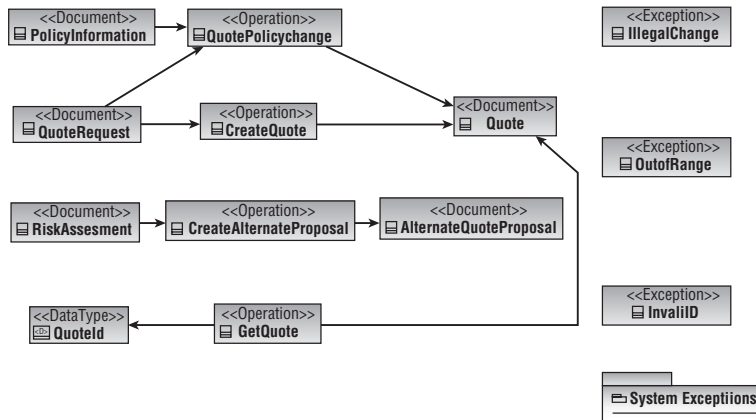 <<Document>>
PolicyInformation
<<Operation>>
QuotePolicychange
<<Exception>>
IllegalChange
<<Document>>
QuoteRequest
<<Operation>>
CreateQuote
<<Document>>
Quote
<<Exception>>
OutofRange
<<Document>>
RiskAssesment
<<Operation>>
CreateAlternateProposal
<<Document>>
AlternateQuoteProposal
<<DataType>>
<D> QuoteId
<<Operation>>
GetQuote
<<Exception>>
InvaliID
System Exceptiions